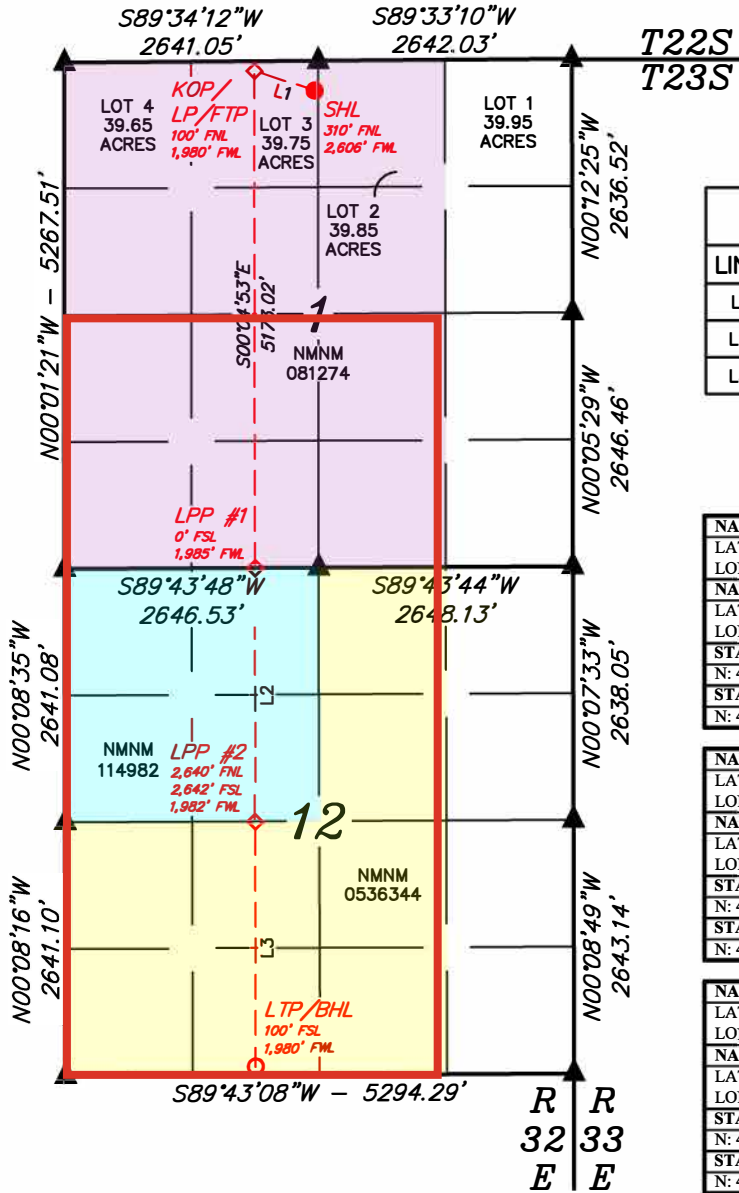 S89°34'12"W
2641.05'
S89°33'10"W
2642.03'
T22S
T23S
LOT 4
39.65
ACRES
KOP/
LP/FTP
100' FNL
1,980' FWL
L1
LOT 3
39.75
ACRES
SHL
310' FNL
2,606' FWL
LOT 1
39.95
ACRES
LOT 2
39.85
ACRES
N00°12'25"W
2636.52'
N00°01'21"W - 5267.51'
1
NMNM
081274
N00°05'29"W
2646.46'
LPP #1
0' FSL
1,985' FWL
S89°43'48"W
2646.53'
S89°43'44"W
2648.13'
N00°08'35"W
2641.08'
L2
N00°07'33"W
2638.05'
NMNM
114982
LPP #2
2,640' FNL
2,642' FSL
1,982' FWL
12
NMNM
0536344
N00°08'16"W
2641.10'
L3
N00°08'49"W
2643.14'
LTP/BHL
100' FSL
1,980' FWL
S89°43'08"W - 5294.29'
R R
32 33
E E